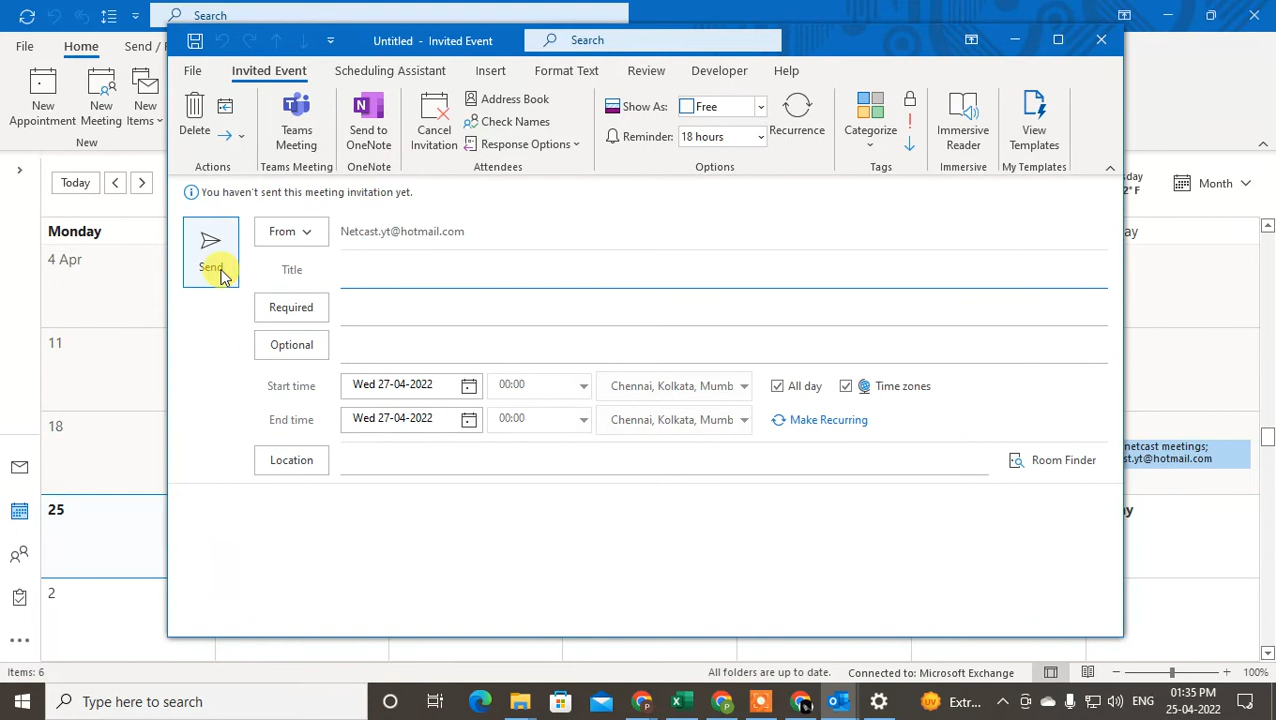 Search
File
Home
Send /
New
Appointment
New
Meeting
New
Items
New
Untitled - Invited Event
Search
File
Invited Event
Scheduling Assistant
Insert
Format Text
Review
Developer
Help
Delete
Actions
Teams
Meeting
Teams Meeting
Send to
OneNote
OneNote
Cancel
Invitation
Address Book
Check Names
Response Options
Attendees
Show As:
Free
Reminder:
18 hours
Recurrence
Options
Categorize
Tags
Immersive
Reader
Immersive
View
Templates
My Templates
You haven't sent this meeting invitation yet.
Send
From
Netcast.yt@hotmail.com
Title
Required
Optional
Start time
Wed 27-04-2022
00:00
Chennai, Kolkata, Mumb
All day
Time zones
End time
Wed 27-04-2022
00:00
Chennai, Kolkata, Mumb
Make Recurring
Location
Room Finder
Today
Month
Monday
4 Apr
11
18
25
2
netcast meetings;
st.yt@hotmail.com
Items: 6
All folders are up to date.
Connected to: Microsoft Exchange
100%
Type here to search
Extr...
ENG
01:35 PM
25-04-2022